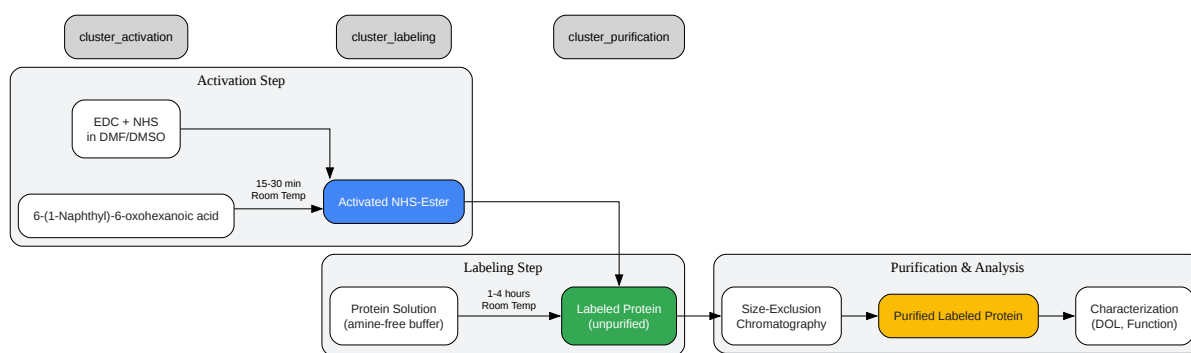 cluster_activation
cluster_labeling
cluster_purification
Activation Step
EDC + NHS
in DMF/DMSO
15-30 min
Room Temp
6-(1-Naphthyl)-6-oxohexanoic acid
Activated NHS-Ester
Labeling Step
Protein Solution
(amine-free buffer)
1-4 hours
Room Temp
Labeled Protein
(unpurified)
Purification & Analysis
Size-Exclusion
Chromatography
Purified Labeled Protein
Characterization
(DOL, Function)